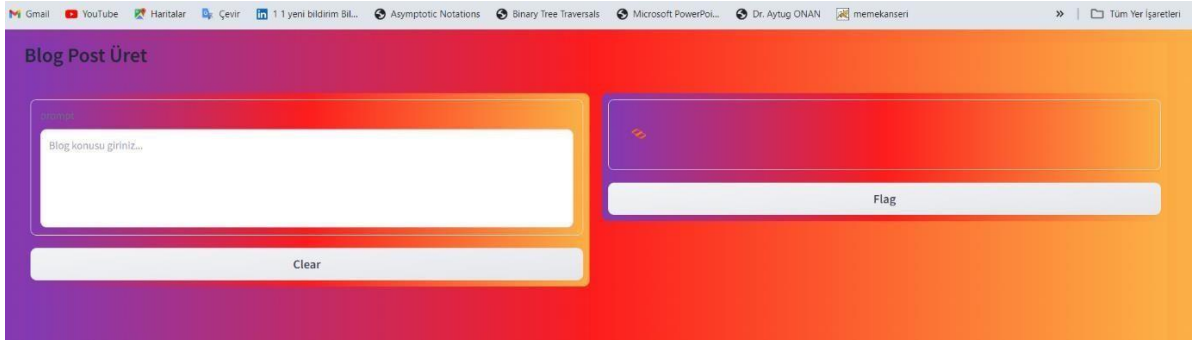 Gmail YouTube Haritalar Çevir 1 1 yeni bildirim Bil... Asymptotic Notations Binary Tree Traversals Microsoft PowerPoi... Dr. Aytug ONAN memekanseri » Tüm Yer İşaretleri
Blog Post Üret
prompt
Blog konusu giriniz...
Clear
Flag